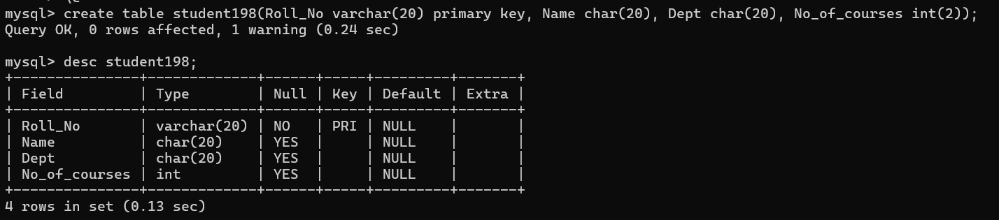 mysql> create table student198(Roll_No varchar(20) primary key, Name char(20), Dept char(20), No_of_courses int(2));
Query OK, 0 rows affected, 1 warning (0.24 sec)

mysql> desc student198;
+---------------+-------------+------+-----+---------+-------+
| Field         | Type        | Null | Key | Default | Extra |
+---------------+-------------+------+-----+---------+-------+
| Roll_No       | varchar(20) | NO   | PRI | NULL    |       |
| Name          | char(20)    | YES  |     | NULL    |       |
| Dept          | char(20)    | YES  |     | NULL    |       |
| No_of_courses | int         | YES  |     | NULL    |       |
+---------------+-------------+------+-----+---------+-------+
4 rows in set (0.13 sec)